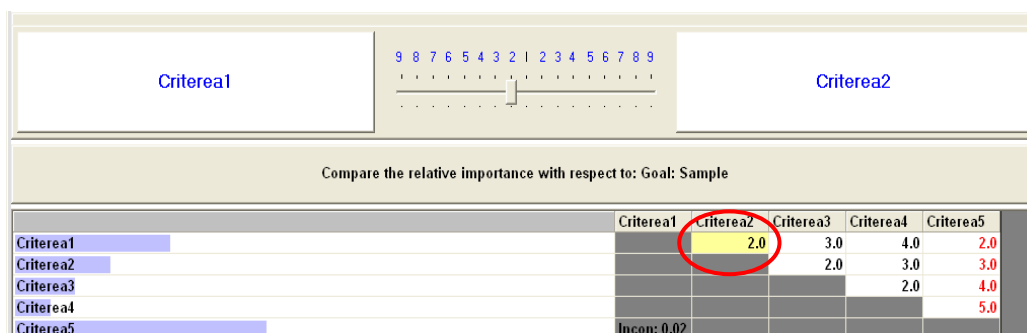 9 8 7 6 5 4 3 2 1 2 3 4 5 6 7 8 9
Criterea1 Criterea2
Compare the relative importance with respect to: Goal: Sample
Criterea1 Criterea2 Criterea3 Criterea4 Criterea5
Criterea1 2.0 3.0 4.0 2.0
Criterea2 2.0 3.0 3.0
Criterea3 2.0 4.0
Criterea4 5.0
Criterea5 Incon: 0.02